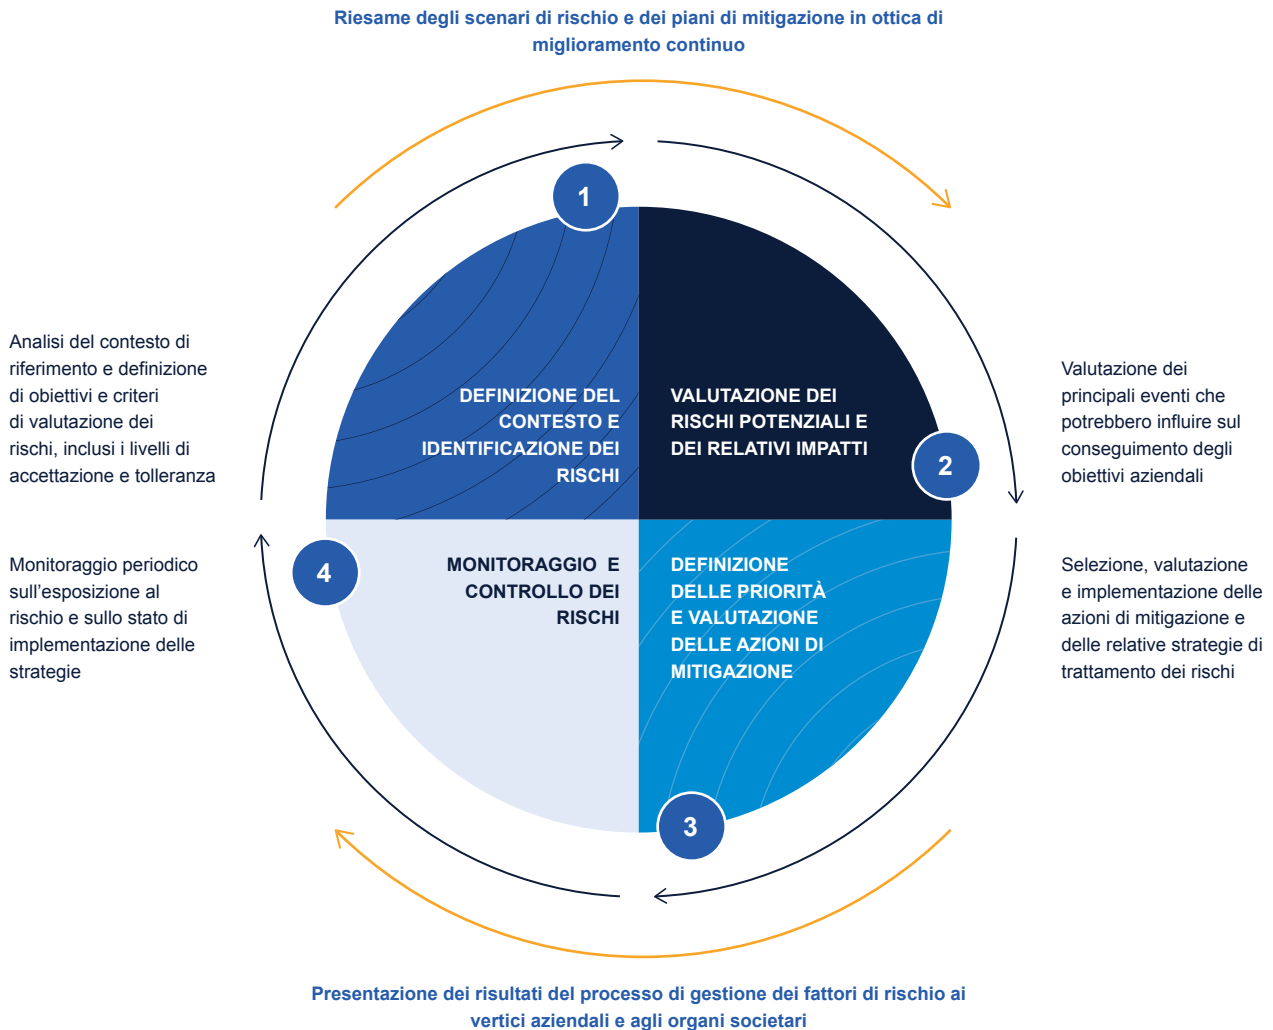 Riesame degli scenari di rischio e dei piani di mitigazione in ottica di
miglioramento continuo
1
DEFINIZIONE DEL
CONTESTO E
IDENTIFICAZIONE DEI
RISCHI
Analisi del contesto di
riferimento e definizione
di obiettivi e criteri
di valutazione dei
rischi, inclusi i livelli di
accettazione e tolleranza
VALUTAZIONE DEI
RISCHI POTENZIALI E
DEI RELATIVI IMPATTI
2
Valutazione dei
principali eventi che
potrebbero influire sul
conseguimento degli
obiettivi aziendali
DEFINIZIONE
DELLE PRIORITÀ
E VALUTAZIONE
DELLE AZIONI DI
MITIGAZIONE
3
Selezione, valutazione
e implementazione delle
azioni di mitigazione e
delle relative strategie di
trattamento dei rischi
MONITORAGGIO E
CONTROLLO DEI
RISCHI
4
Monitoraggio periodico
sull'esposizione al
rischio e sullo stato di
implementazione delle
strategie
Presentazione dei risultati del processo di gestione dei fattori di rischio ai
vertici aziendali e agli organi societari